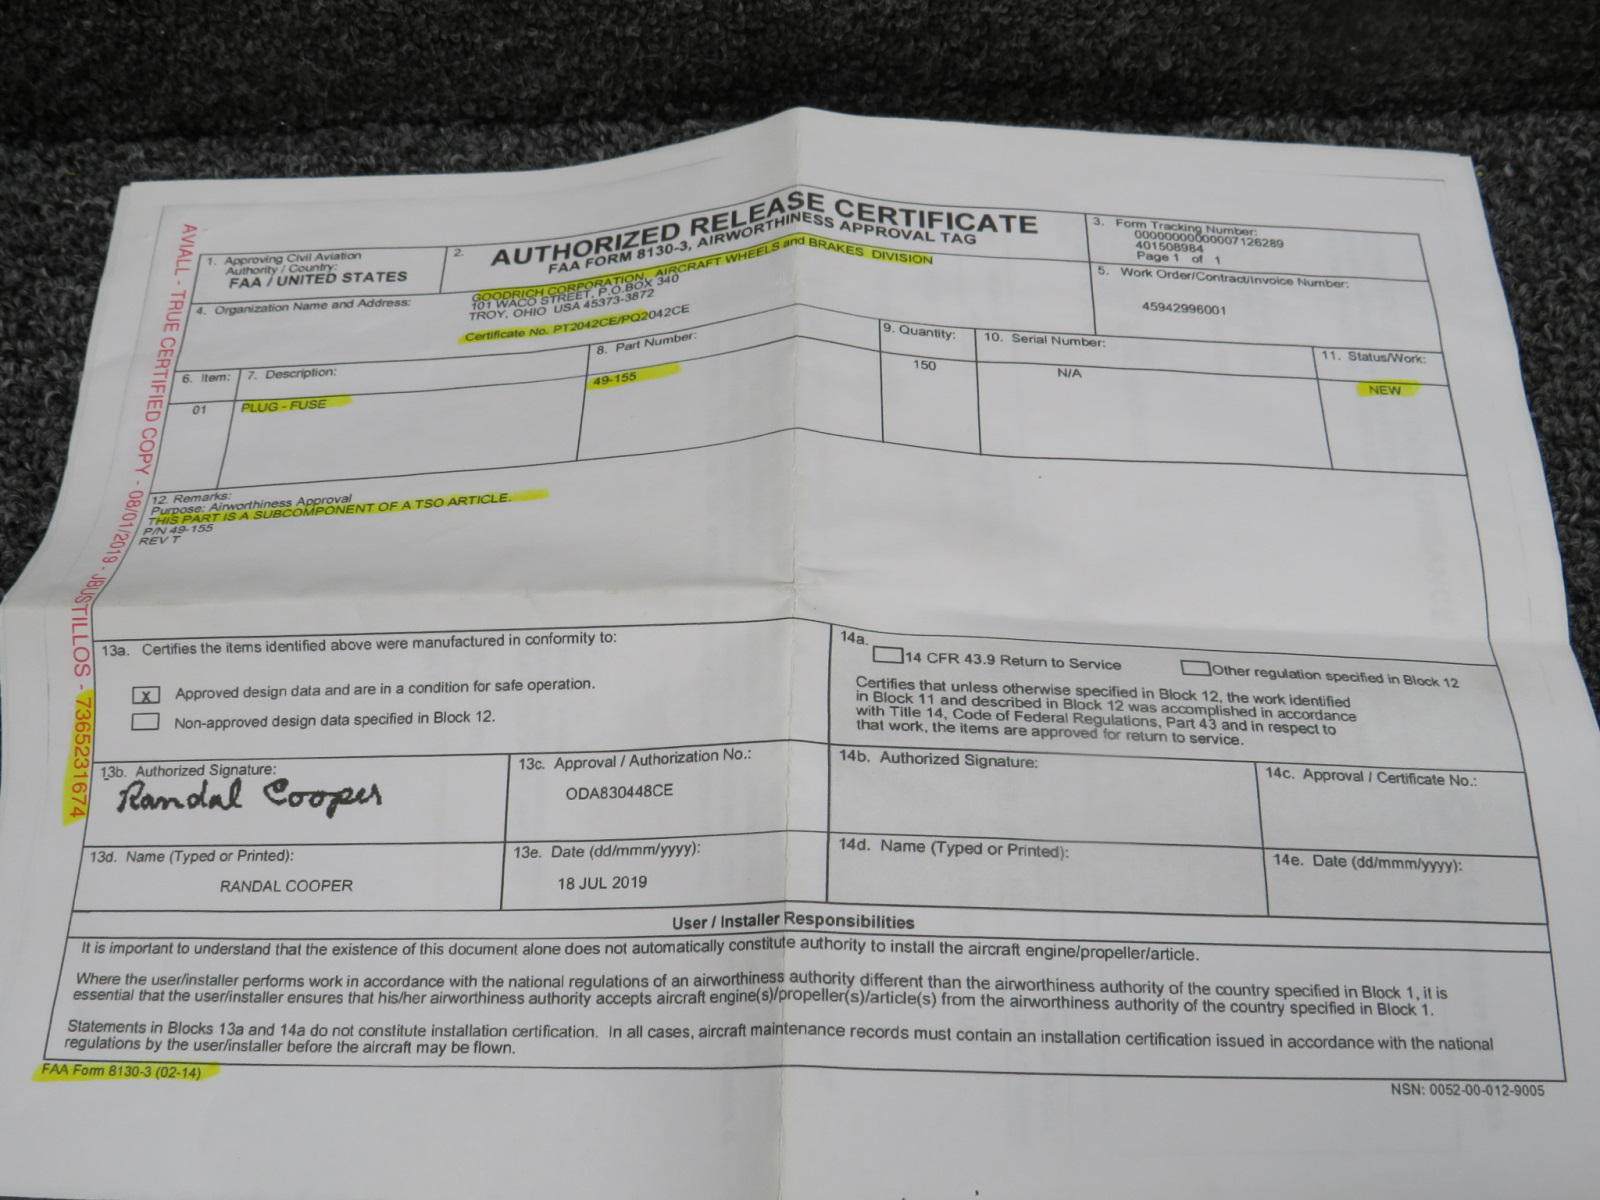 AVIALL - TRUE CERTIFIED COPY - 08/01/2019 - JBUSTILLOS - 7365231674
1. Approving Civil Aviation
Authority / Country:
FAA / UNITED STATES
2.
AUTHORIZED RELEASE CERTIFICATE
FAA FORM 8130-3, AIRWORTHINESS APPROVAL TAG
3. Form Tracking Number:
00000000000007126289
401508984
Page 1 of 1
4. Organization Name and Address:
GOODRICH CORPORATION, AIRCRAFT WHEELS and BRAKES DIVISION
101 WACO STREET, P.O.BOX 340
TROY, OHIO USA 45373-3872
Certificate No. PT2042CE/PQ2042CE
5. Work Order/Contract/Invoice Number:
45942996001
6. Item:
7. Description:
8. Part Number:
9. Quantity:
10. Serial Number:
11. Status/Work:
01
PLUG - FUSE
49-155
150
N/A
NEW
12. Remarks:
Purpose: Airworthiness Approval
THIS PART IS A SUBCOMPONENT OF A TSO ARTICLE.
P/N 49-155
REV T
13a. Certifies the items identified above were manufactured in conformity to:
X Approved design data and are in a condition for safe operation.
Non-approved design data specified in Block 12.
14a.
14 CFR 43.9 Return to Service
Other regulation specified in Block 12
Certifies that unless otherwise specified in Block 12, the work identified
in Block 11 and described in Block 12 was accomplished in accordance
with Title 14, Code of Federal Regulations, Part 43 and in respect to
that work, the items are approved for return to service.
13b. Authorized Signature:
Randal Cooper
13c. Approval / Authorization No.:
ODA830448CE
14b. Authorized Signature:
14c. Approval / Certificate No.:
13d. Name (Typed or Printed):
RANDAL COOPER
13e. Date (dd/mmm/yyyy):
18 JUL 2019
14d. Name (Typed or Printed):
14e. Date (dd/mmm/yyyy):
User / Installer Responsibilities
It is important to understand that the existence of this document alone does not automatically constitute authority to install the aircraft engine/propeller/article.
Where the user/installer performs work in accordance with the national regulations of an airworthiness authority different than the airworthiness authority of the country specified in Block 1, it is
essential that the user/installer ensures that his/her airworthiness authority accepts aircraft engine(s)/propeller(s)/article(s) from the airworthiness authority of the country specified in Block 1.
Statements in Blocks 13a and 14a do not constitute installation certification. In all cases, aircraft maintenance records must contain an installation certification issued in accordance with the national
regulations by the user/installer before the aircraft may be flown.
FAA Form 8130-3 (02-14)
NSN: 0052-00-012-9005